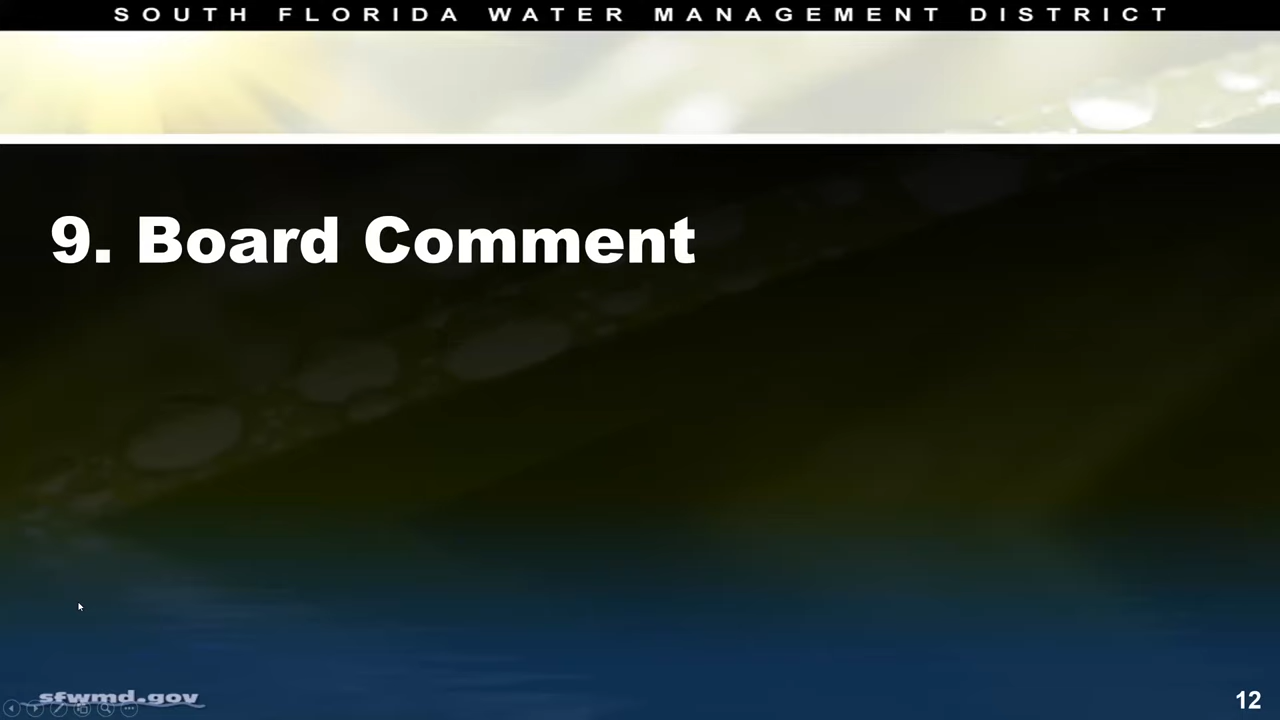 SOUTH FLORIDA WATER MANAGEMENT DISTRICT
9. Board Comment
sfwmd.gov
12